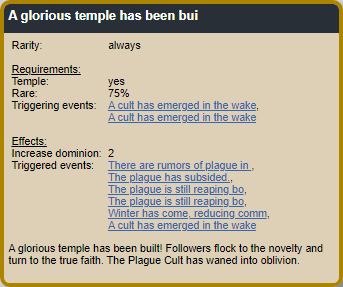 A glorious temple has been bui
Rarity: always
Requirements:
Temple: yes
Rare: 75%
Triggering events: A cult has emerged in the wake,
A cult has emerged in the wake
Effects:
Increase dominion: 2
Triggered events: There are rumors of plague in ,
The plague has subsided.,
The plague is still reaping bo,
The plague is still reaping bo,
Winter has come, reducing comm,
A cult has emerged in the wake
A glorious temple has been built! Followers flock to the novelty and
turn to the true faith. The Plague Cult has waned into oblivion.